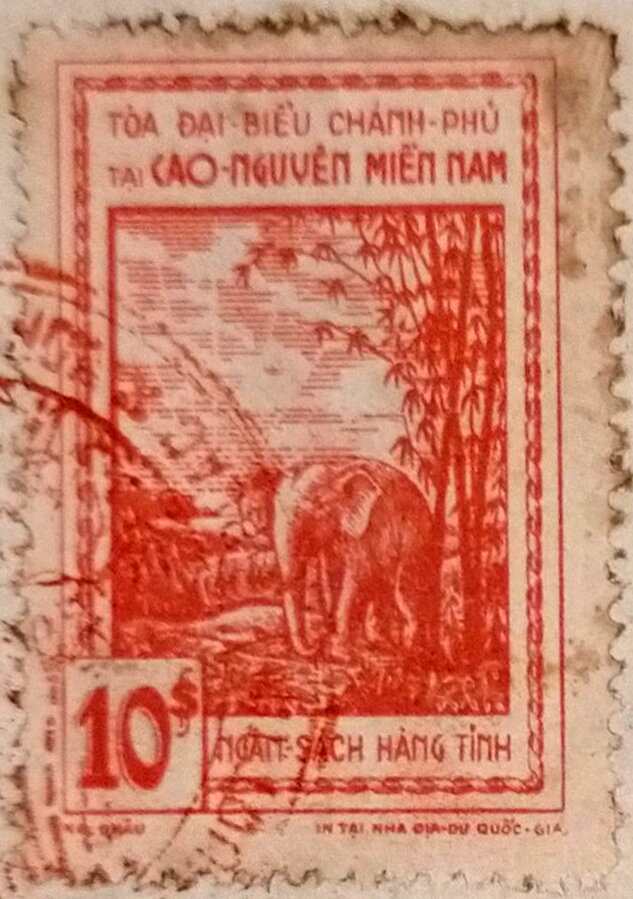 TÒA ĐẠI-BIỂU CHÁNH-PHỦ
TẠI CAO-NGUYÊN MIỀN NAM
10$
NGÂN-SÁCH HÀNG TỈNH
IN TẠI NHA ĐỊA-DƯ QUỐC-GIA